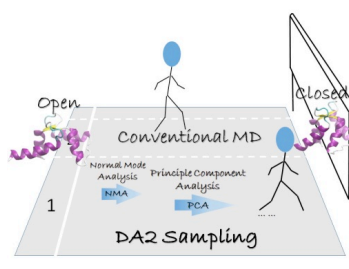 Open
Closed
Conventional MD
Normal Mode
Analysis
NMA
Principle Component
Analysis
PCA
... ...
1
DA2 Sampling